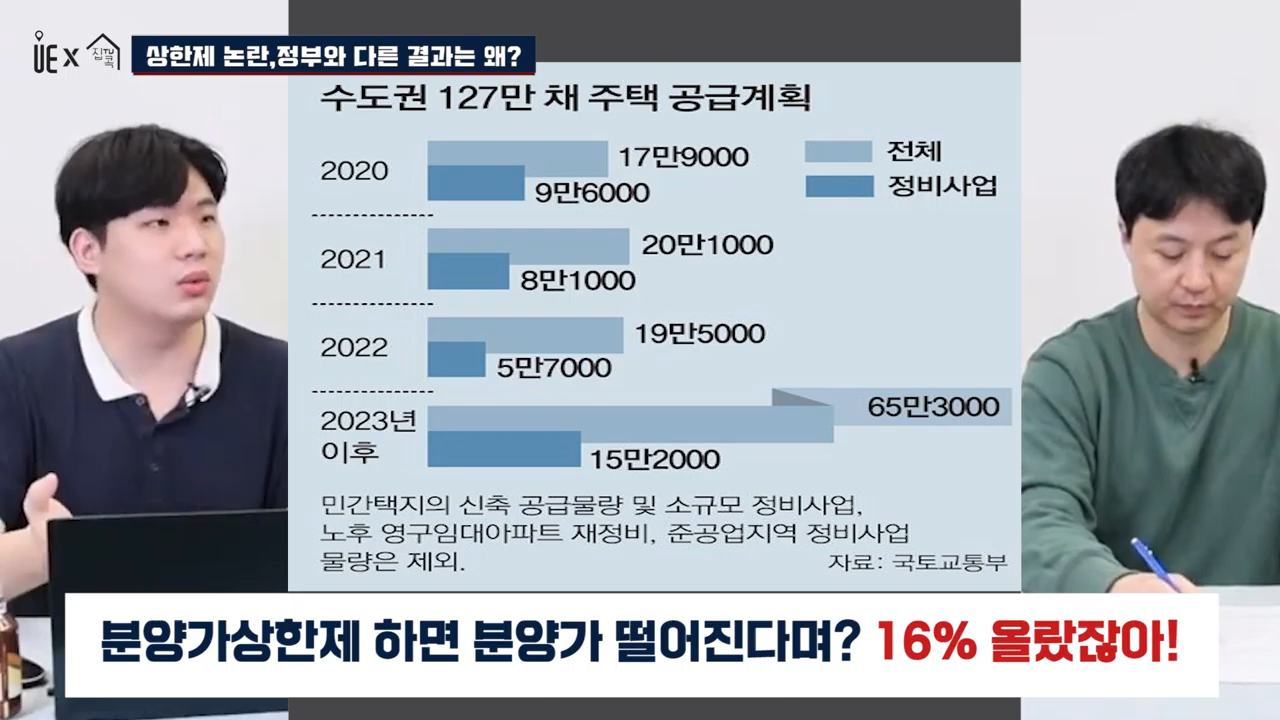 UE X 집TV콕
상한제 논란,정부와 다른 결과는 왜?
수도권 127만 채 주택 공급계획
전체
정비사업
2020
17만9000
9만6000
2021
20만1000
8만1000
2022
19만5000
5만7000
2023년
이후
65만3000
15만2000
민간택지의 신축 공급물량 및 소규모 정비사업,
노후 영구임대아파트 재정비, 준공업지역 정비사업
물량은 제외.
자료: 국토교통부
분양가상한제 하면 분양가 떨어진다며? 16% 올랐잖아!